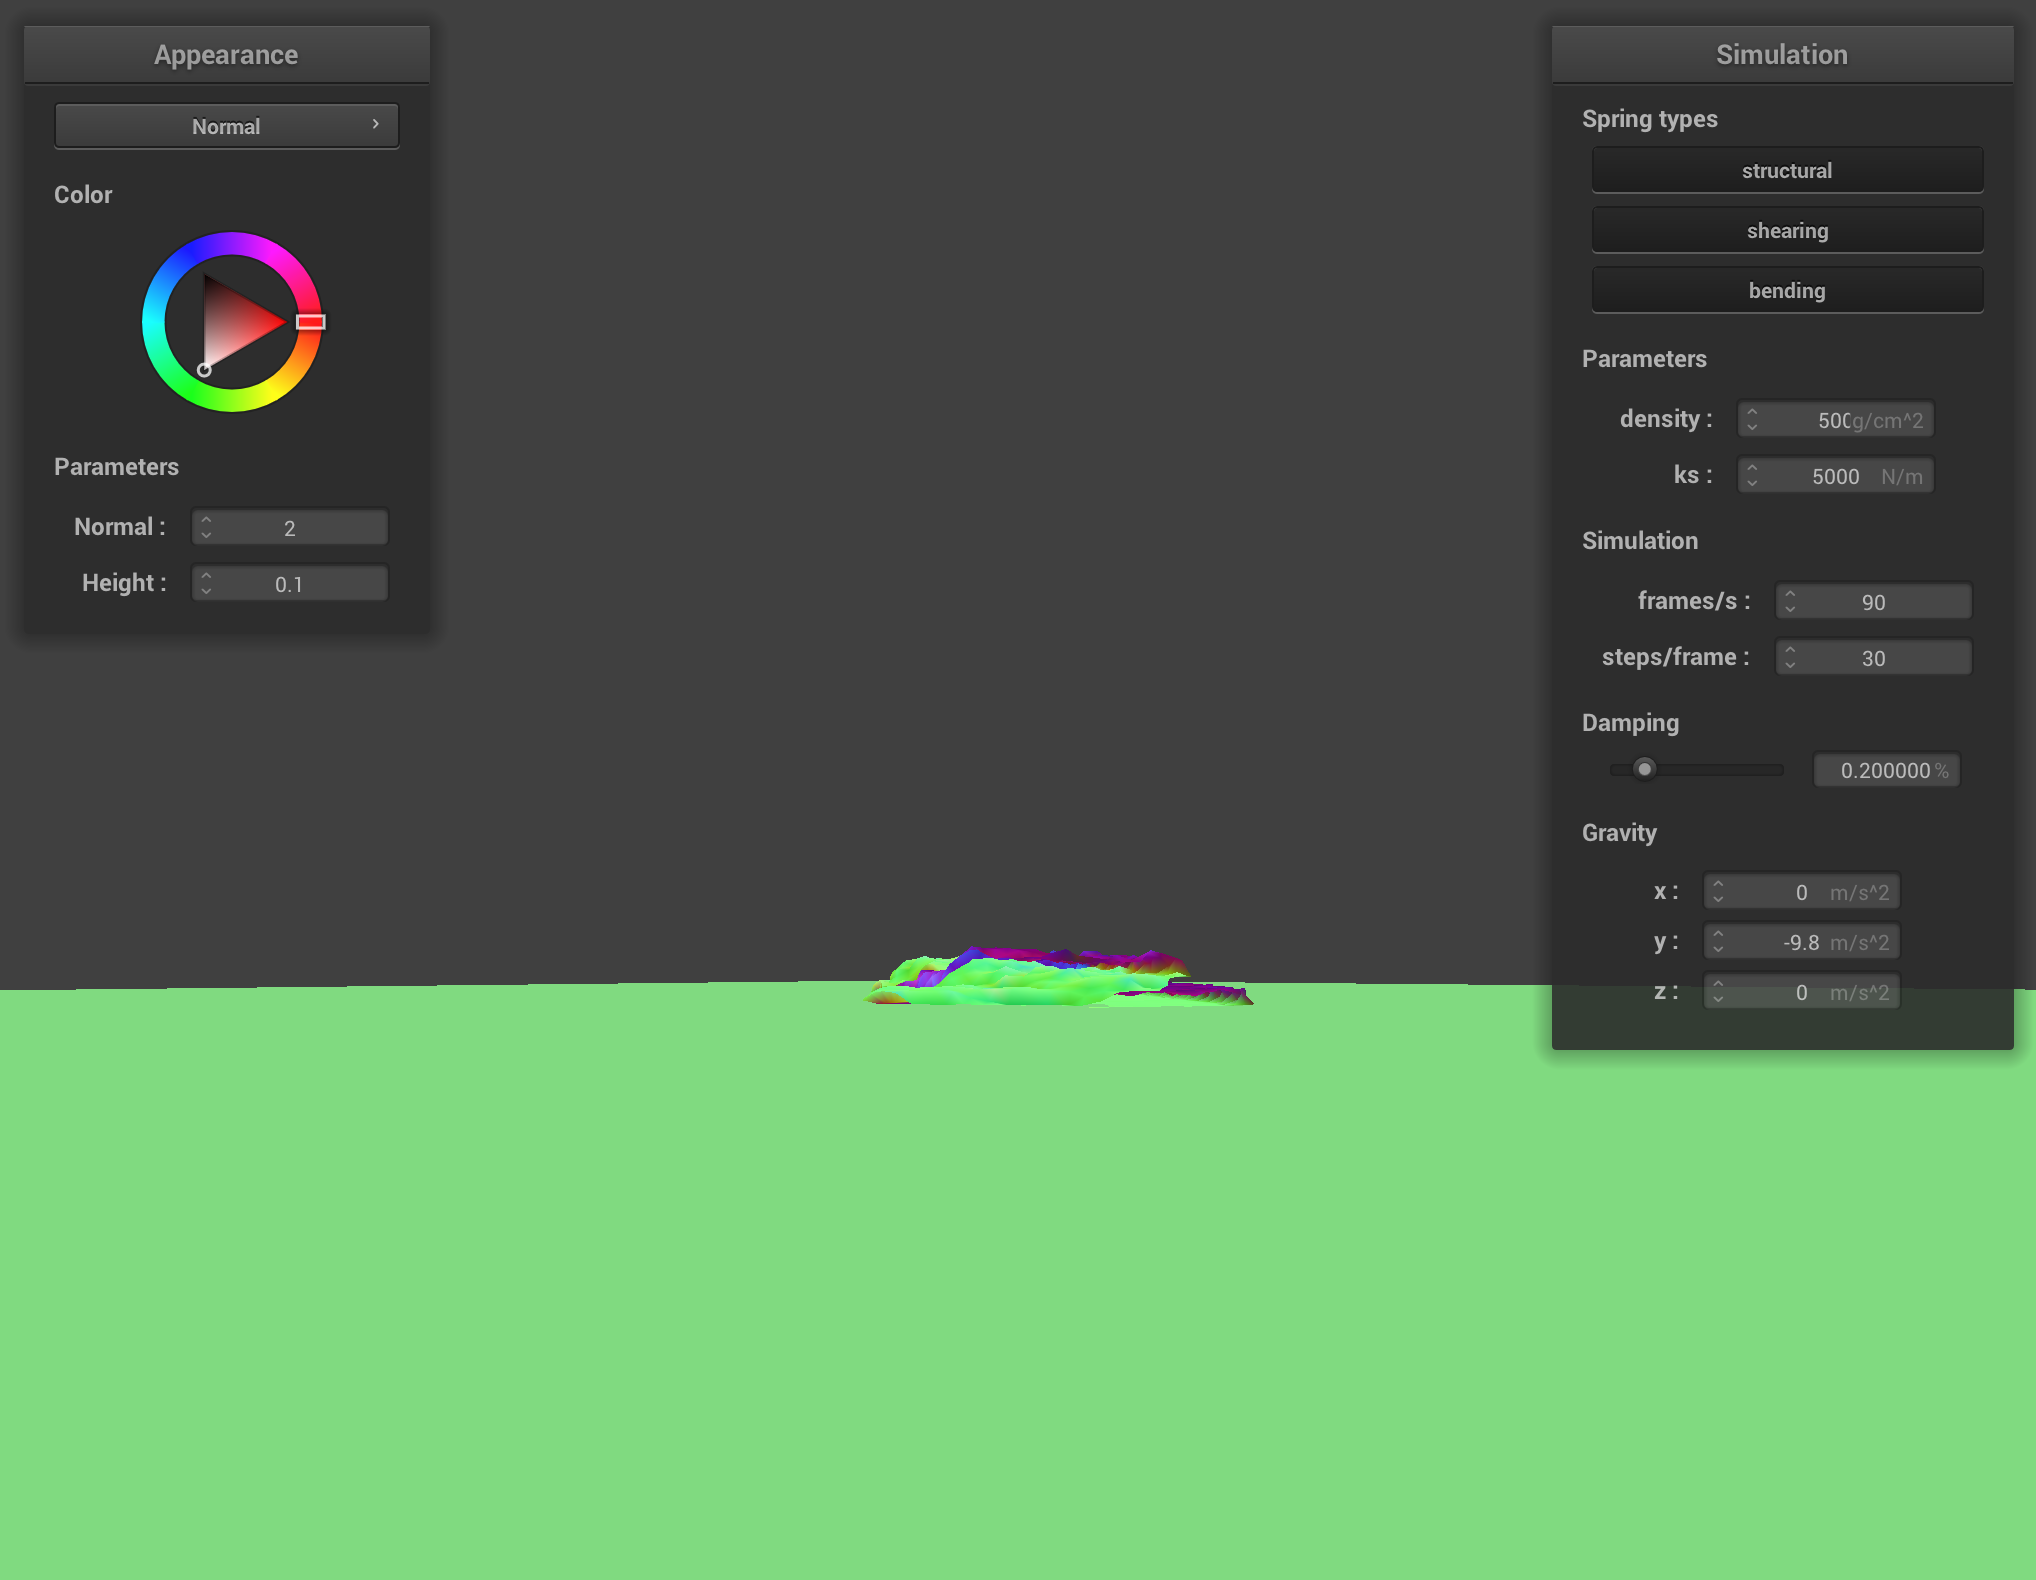 Appearance
Normal
Color
Parameters
Normal : 2
Height : 0.1
Simulation
Spring types
structural
shearing
bending
Parameters
density : 500 g/cm^2
ks : 5000 N/m
Simulation
frames/s : 90
steps/frame : 30
Damping
0.200000 %
Gravity
x : 0 m/s^2
y : -9.8 m/s^2
z : 0 m/s^2